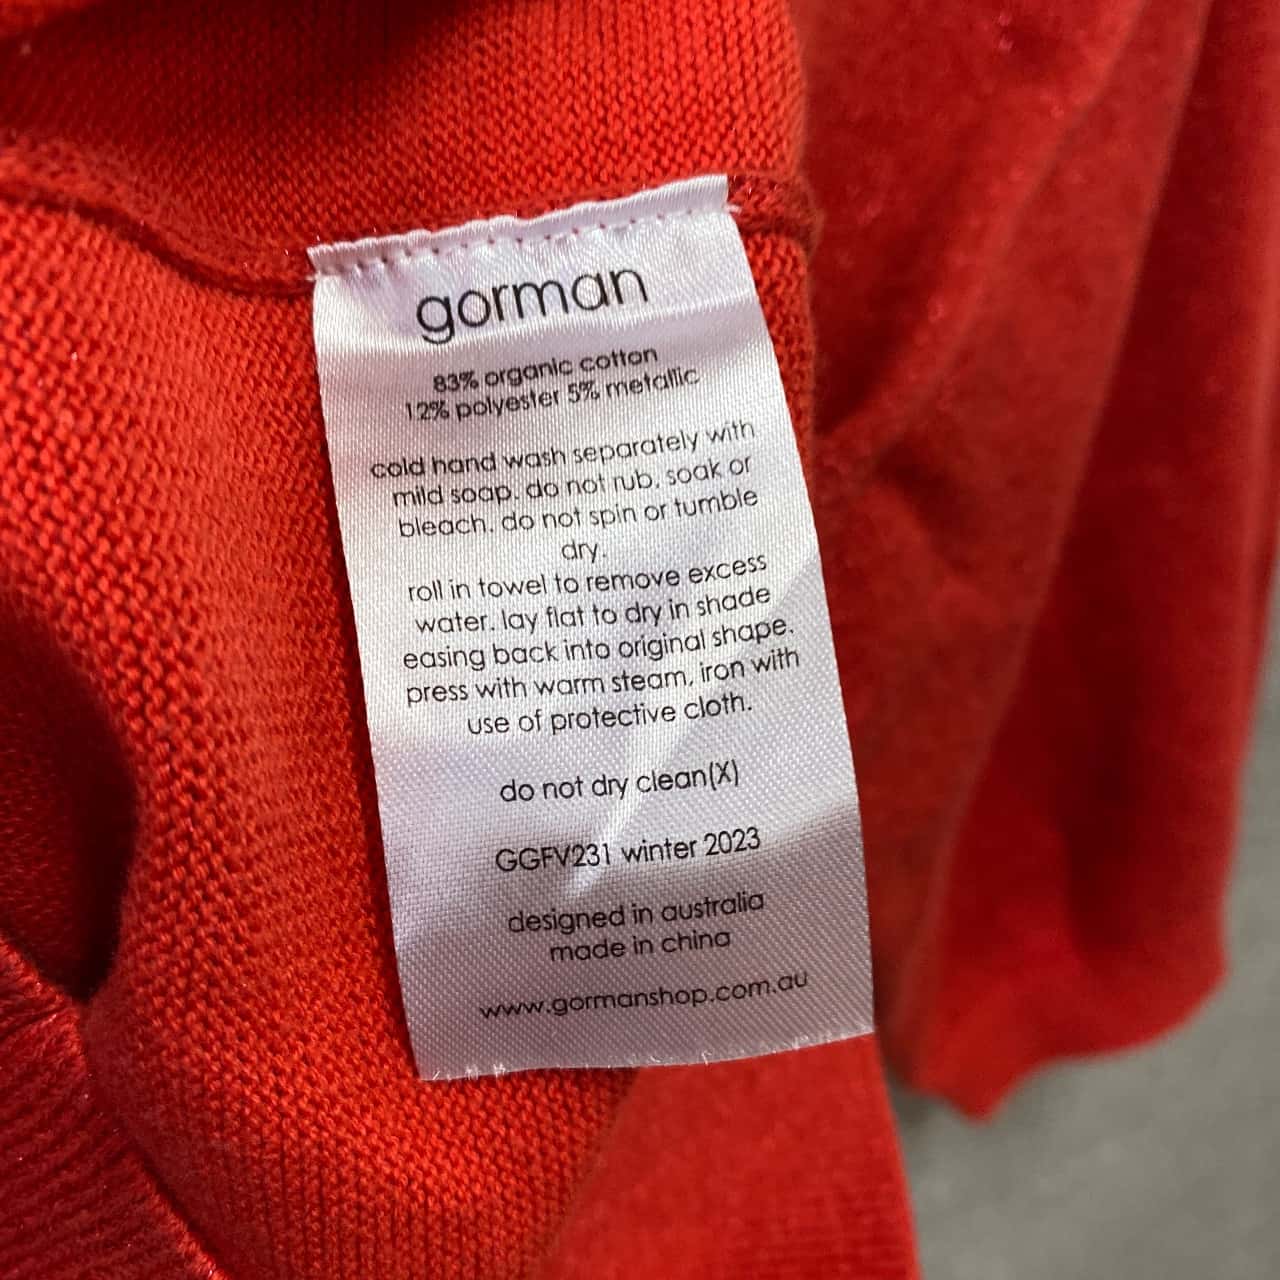 gorman
83% organic cotton
12% polyester 5% metallic
cold hand wash separately with
mild soap. do not rub, soak or
bleach. do not spin or tumble
dry.
roll in towel to remove excess
water. lay flat to dry in shade
easing back into original shape.
press with warm steam, iron with
use of protective cloth.
do not dry clean(X)
GGFV231 winter 2023
designed in australia
made in china
www.gormanshop.com.au